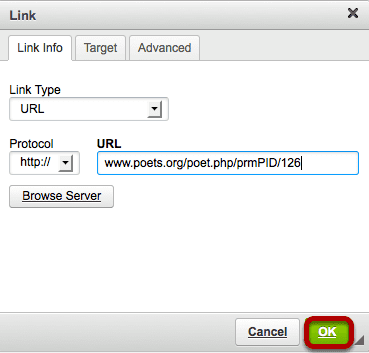 Link
Link Info Target Advanced
Link Type
URL
Protocol URL
http:// www.poets.org/poet.php/prmPID/126
Browse Server
Cancel OK